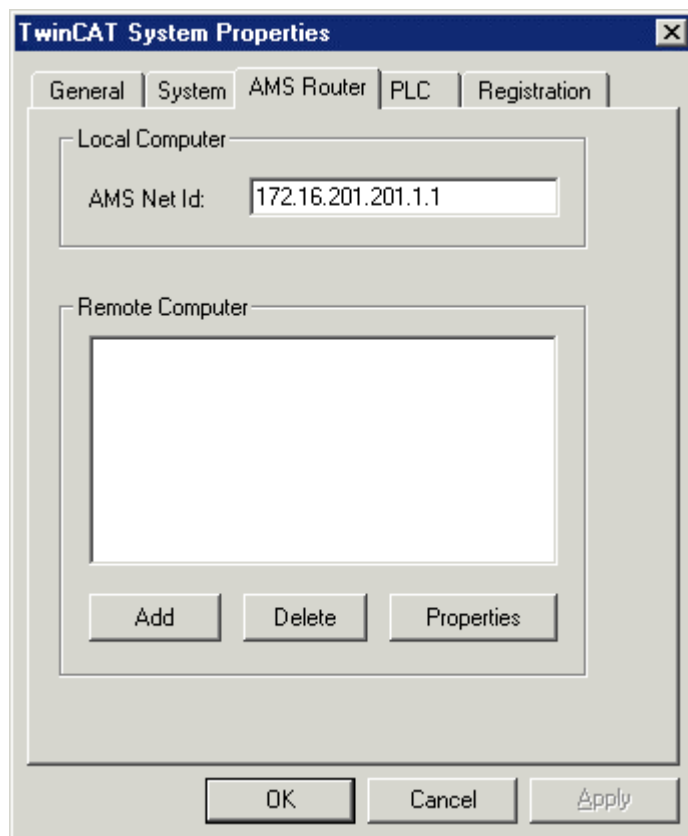 TwinCAT System Properties
General System AMS Router PLC Registration
Local Computer
AMS Net Id: 172.16.201.201.1.1
Remote Computer
Add Delete Properties
OK Cancel Apply